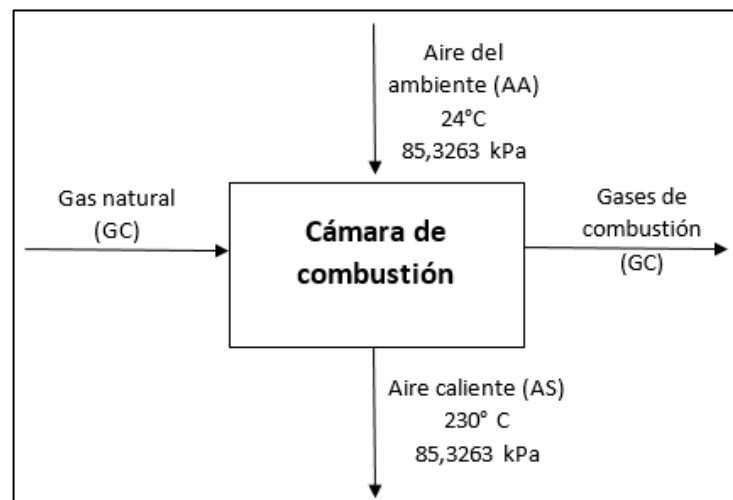 Aire del
ambiente (AA)
24°C
85,3263 kPa
Gas natural
(GC)
Cámara de
combustión
Gases de
combustión
(GC)
Aire caliente (AS)
230° C
85,3263 kPa